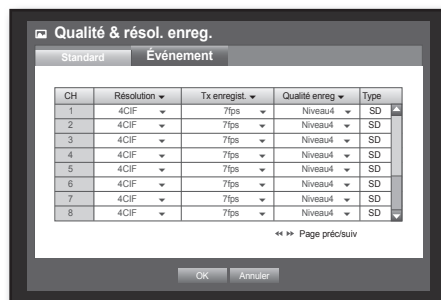 Qualité & résol. enreg.
Standard Événement
CH Résolution Tx enregist. Qualité enreg Type
1 4CIF 7fps Niveau4 SD
2 4CIF 7fps Niveau4 SD
3 4CIF 7fps Niveau4 SD
4 4CIF 7fps Niveau4 SD
5 4CIF 7fps Niveau4 SD
6 4CIF 7fps Niveau4 SD
7 4CIF 7fps Niveau4 SD
8 4CIF 7fps Niveau4 SD
Page préc/suiv
OK Annuler